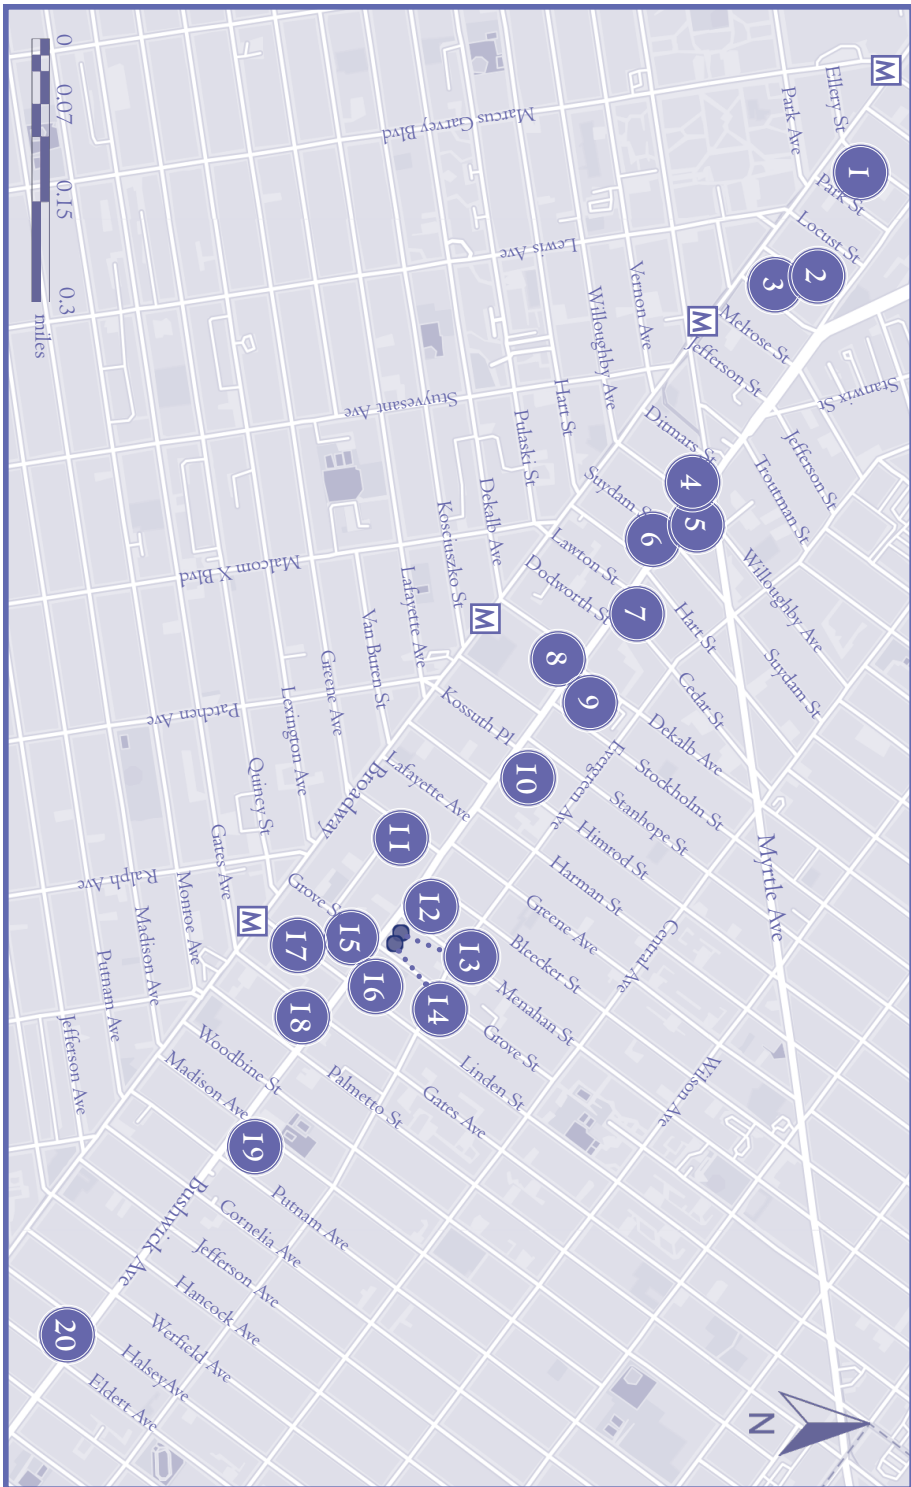 0
0.07
0.15
0.3
miles
M
Ellery St
Park Ave
1
Park St
Locust St
2
3
Marcus Garvey Blvd
Lewis Ave
Vernon Ave
Willoughby Ave
M
Melrose St
Jefferson St
Stanwix St
Stuyvesant Ave
Hart St
Pulaski St
Ditmars St
Jefferson St
Troutman St
4
5
6
Suydam St
Dekalb Ave
Kosciuszko St
Lawton St
Dodworth St
Willoughby Ave
Malcom X Blvd
Lafayette Ave
M
7
Hart St
Suydam St
Van Buren St
8
9
Cedar St
Dekalb Ave
Greene Ave
Kossuth Pl
Patchen Ave
Lexington Ave
10
Evergreen Ave
Stockholm St
Stanhope St
Himrod St
Quincy St
Broadway
Lafayette Ave
11
Harman St
Myrtle Ave
Gates Ave
Ralph Ave
Monroe Ave
Grove St
12
Greene Ave
Bleecker St
Central Ave
M
17
15
13
Madison Ave
Putnam Ave
16
14
Menahan St
18
Grove St
Linden St
Jefferson Ave
Woodbine St
Madison Ave
Palmetto St
Gates Ave
Wilson Ave
19
Bushwick Ave
Putnam Ave
Cornelia Ave
Jefferson Ave
Hancock Ave
Werfield Ave
HalseyAve
Eldert Ave
20
N